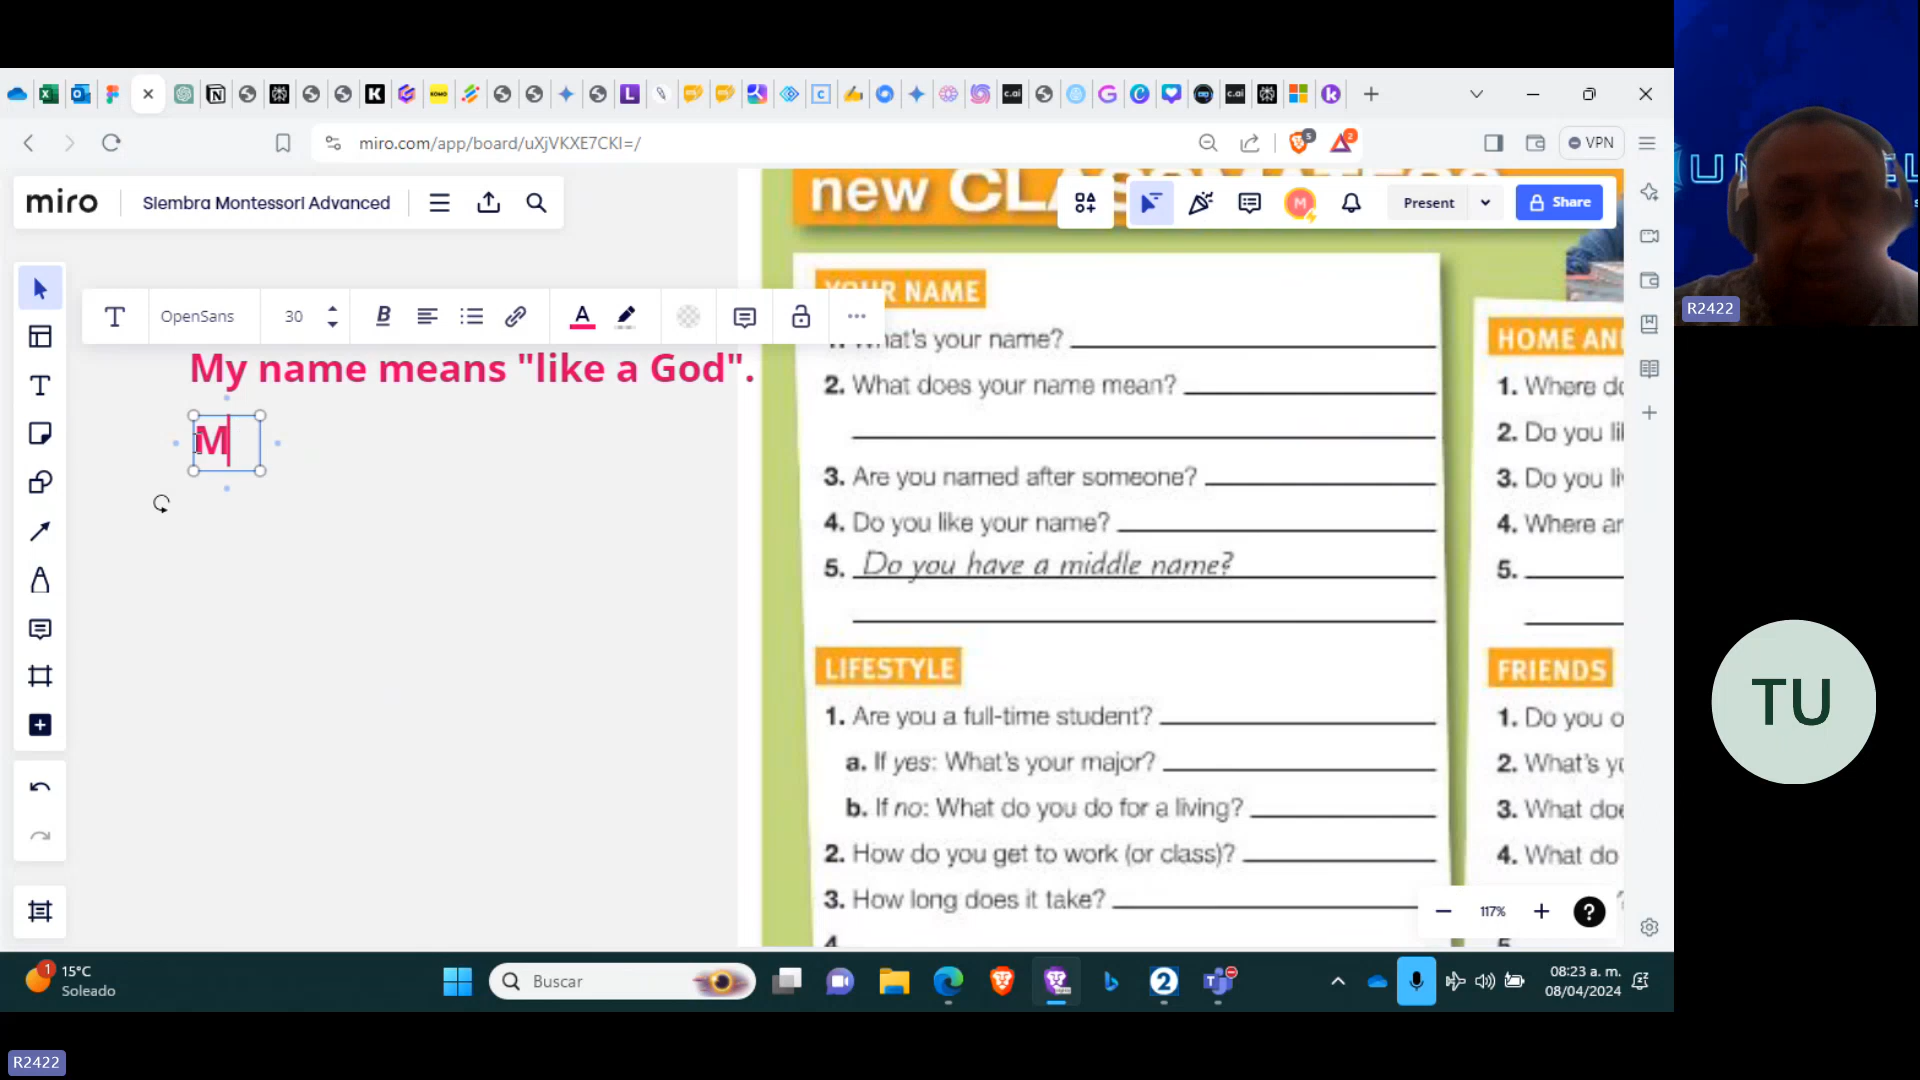 miro.com/app/board/uXjVKXE7CKI=/
VPN
miro
Siembra Montessori Advanced
new CL
Present
Share
OpenSans
30
My name means "like a God".
M
YOUR NAME
What's your name?
2. What does your name mean?
3. Are you named after someone?
4. Do you like your name?
5. Do you have a middle name?
LIFESTYLE
1. Are you a full-time student?
a. If yes: What's your major?
b. If no: What do you do for a living?
2. How do you get to work (or class)?
3. How long does it take?
4
HOME AN
1. Where do
2. Do you li
3. Do you li
4. Where ar
5.
FRIENDS
1. Do you o
2. What's yo
3. What doe
4. What do
117%
15°C
Soleado
Buscar
08:23 a. m.
08/04/2024
R2422
TU
R2422